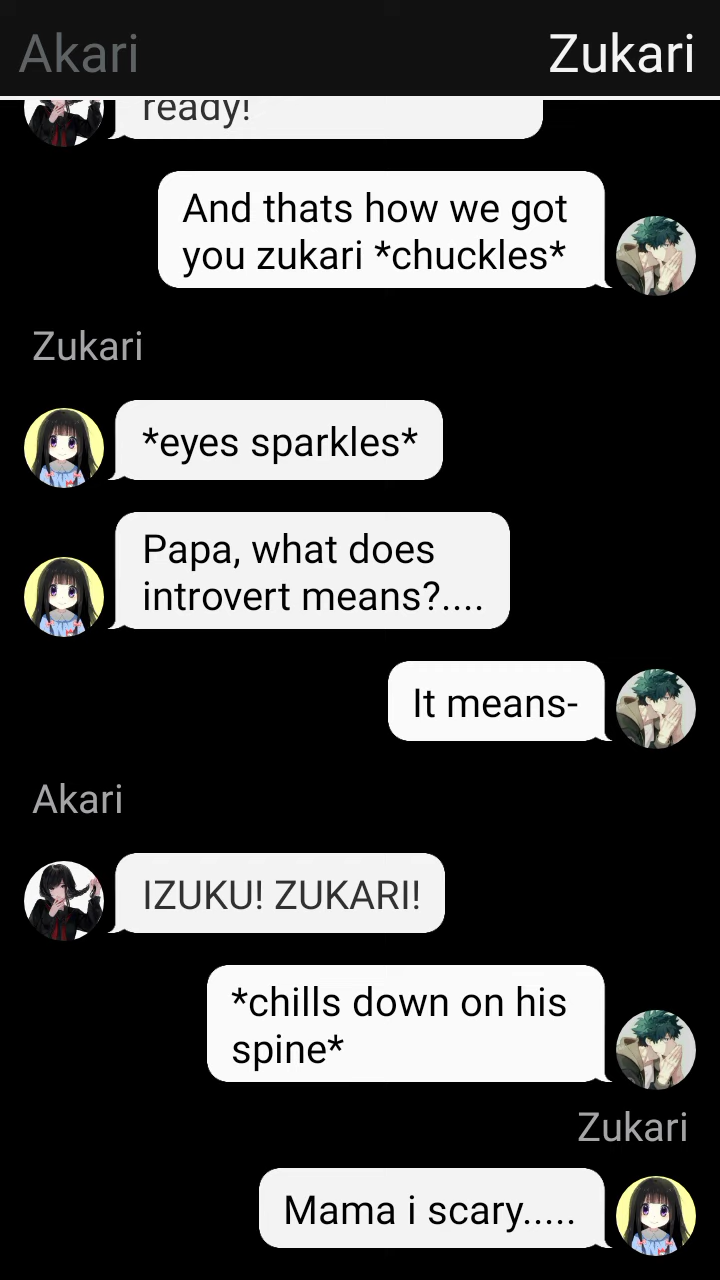 Akari
Zukari
ready!
And thats how we got
you zukari *chuckles*
Zukari
*eyes sparkles*
Papa, what does
introvert means?....
It means-
Akari
IZUKU! ZUKARI!
*chills down on his
spine*
Zukari
Mama i scary.....